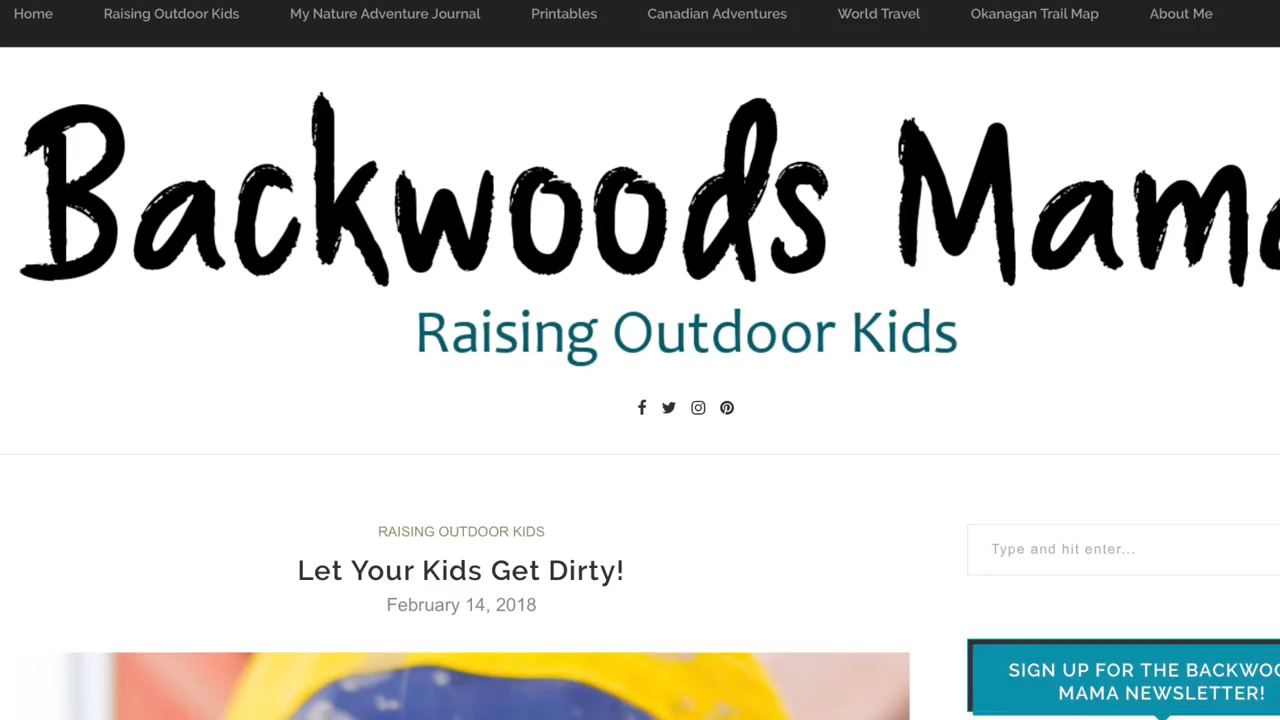 Home Raising Outdoor Kids My Nature Adventure Journal Printables Canadian Adventures World Travel Okanagan Trail Map About Me
Backwoods Mam
Raising Outdoor Kids
RAISING OUTDOOR KIDS
Let Your Kids Get Dirty!
February 14, 2018
Type and hit enter...
SIGN UP FOR THE BACKWOO
MAMA NEWSLETTER!